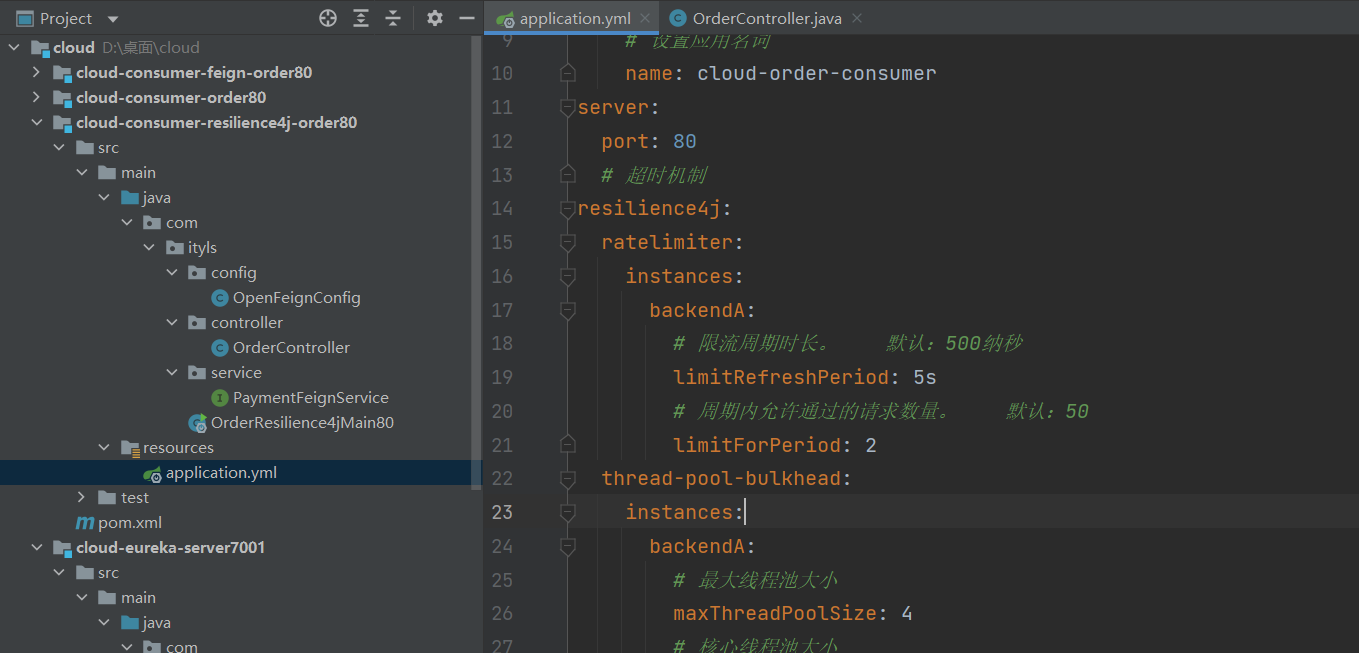 Project
cloud D:\桌面\cloud
cloud-consumer-feign-order80
cloud-consumer-order80
cloud-consumer-resilience4j-order80
src
main
java
com
ityls
config
OpenFeignConfig
controller
OrderController
service
PaymentFeignService
OrderResilience4jMain80
resources
application.yml
test
pom.xml
cloud-eureka-server7001
src
main
java
com
application.yml
OrderController.java
9 # 设置应用名词
10 name: cloud-order-consumer
11 server:
12 port: 80
13 # 超时机制
14 resilience4j:
15 ratelimiter:
16 instances:
17 backendA:
18 # 限流周期时长。 默认：500纳秒
19 limitRefreshPeriod: 5s
20 # 周期内允许通过的请求数量。 默认：50
21 limitForPeriod: 2
22 thread-pool-bulkhead:
23 instances:
24 backendA:
25 # 最大线程池大小
26 maxThreadPoolSize: 4
27 # 核心线程池大小